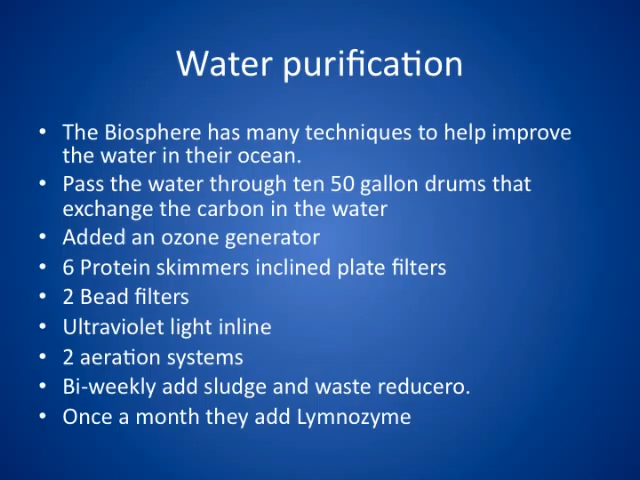 Water purification
• The Biosphere has many techniques to help improve
the water in their ocean.
• Pass the water through ten 50 gallon drums that
exchange the carbon in the water
• Added an ozone generator
• 6 Protein skimmers inclined plate filters
• 2 Bead filters
• Ultraviolet light inline
• 2 aeration systems
• Bi-weekly add sludge and waste reducero.
• Once a month they add Lymnozyme